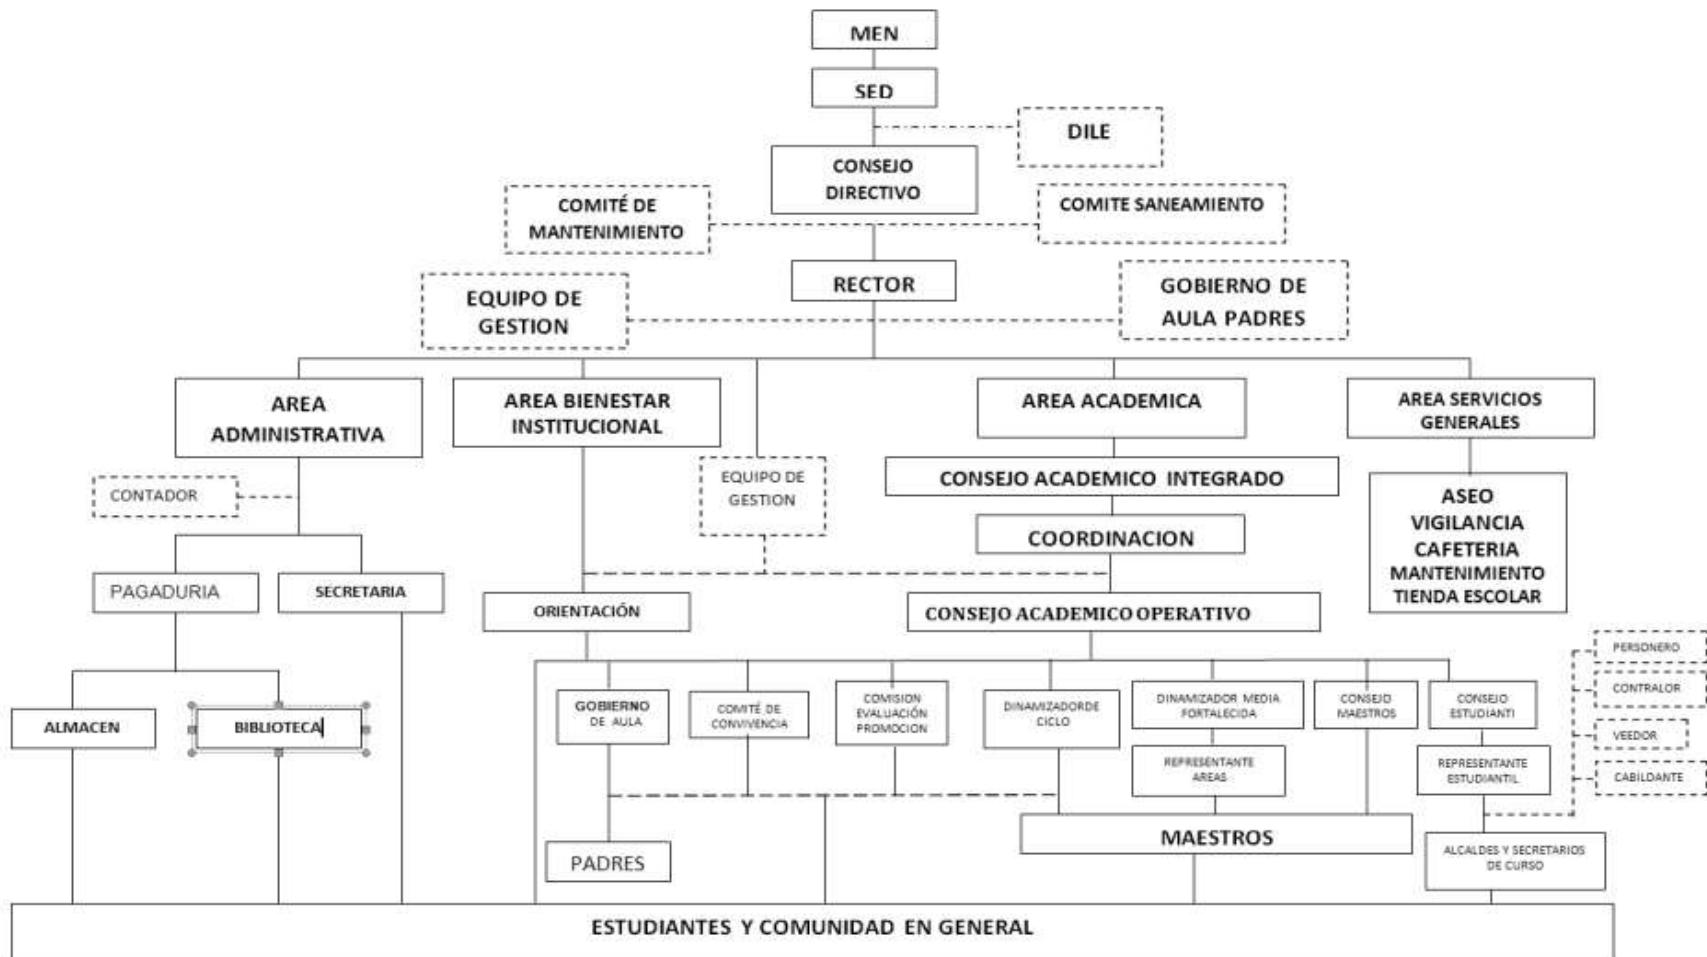 MEN
SED
DILE
CONSEJO
DIRECTIVO
COMITÉ DE
MANTENIMIENTO
COMITE SANEAMIENTO
RECTOR
EQUIPO DE
GESTION
GOBIERNO DE
AULA PADRES
AREA
ADMINISTRATIVA
AREA BIENESTAR
INSTITUCIONAL
AREA ACADEMICA
AREA SERVICIOS
GENERALES
CONTADOR
EQUIPO DE
GESTION
CONSEJO ACADEMICO INTEGRADO
COORDINACION
ASEO
VIGILANCIA
CAFETERIA
MANTENIMIENTO
TIENDA ESCOLAR
PAGADURIA
SECRETARIA
ORIENTACIÓN
CONSEJO ACADEMICO OPERATIVO
ALMACEN
BIBLIOTECA
GOBIERNO
DE AULA
COMITÉ DE
CONVIVENCIA
COMISION
EVALUACIÓN
PROMOCION
DINAMIZADORDE
CICLO
DINAMIZADOR MEDIA
FORTALECIDA
CONSEJO
MAESTROS
CONSEJO
ESTUDIANTI
PERSONERO
CONTRALOR
VEEDOR
CABILDANTE
REPRESENTANTE
AREAS
REPRESENTANTE
ESTUDIANTIL
PADRES
MAESTROS
ALCALDES Y SECRETARIOS
DE CURSO
ESTUDIANTES Y COMUNIDAD EN GENERAL